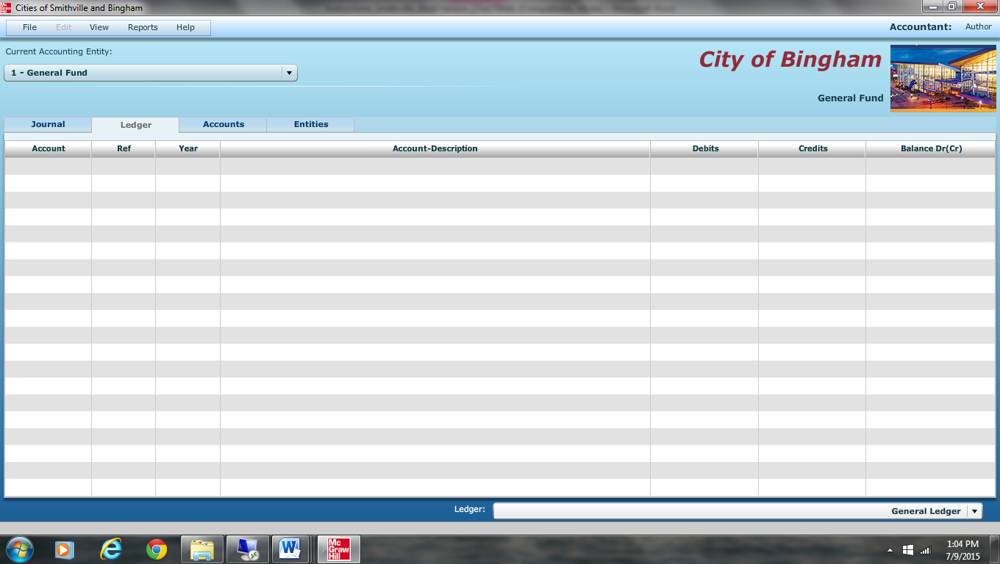 Cities of Smithville and Bingham
File Edit View Reports Help
Accountant: Author
Current Accounting Entity:
1 - General Fund
City of Bingham
General Fund
Journal Ledger Accounts Entities
Account Ref Year Account-Description Debits Credits Balance Dr(Cr)
Ledger: General Ledger
Mc
Graw
Hill
1:04 PM
7/9/2015